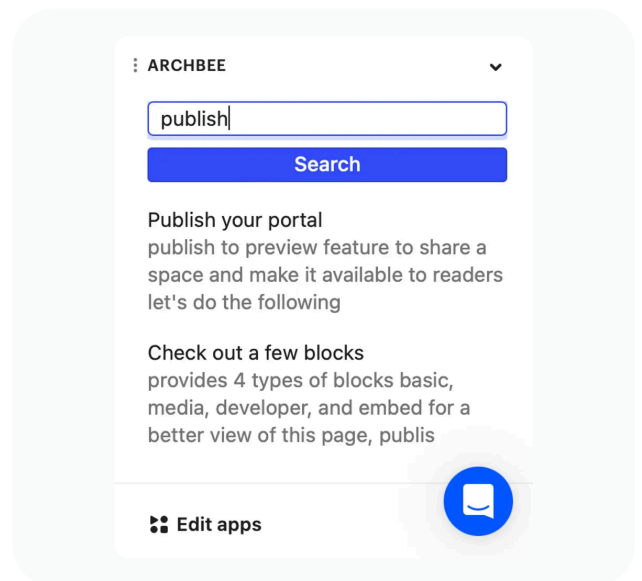 ARCHBEE
publish
Search
Publish your portal
publish to preview feature to share a
space and make it available to readers
let's do the following
Check out a few blocks
provides 4 types of blocks basic,
media, developer, and embed for a
better view of this page, publis
Edit apps